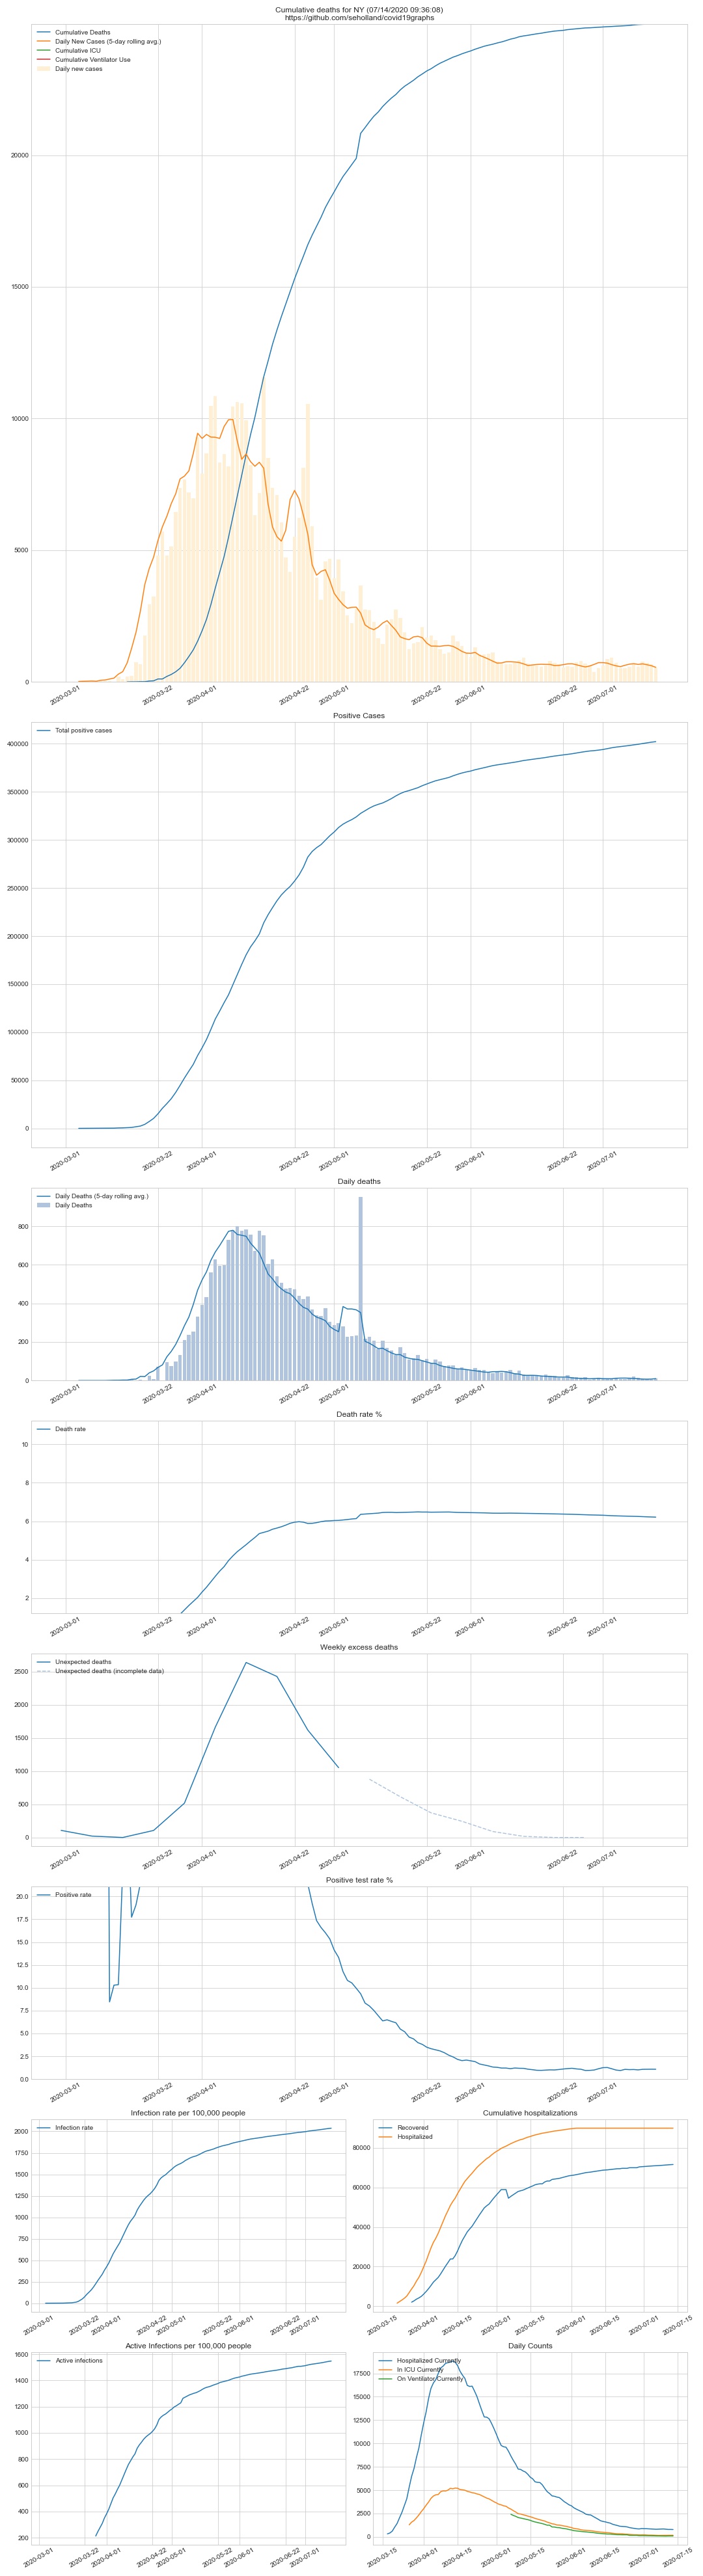 Cumulative deaths for NY (07/14/2020 09:36:08)
https://github.com/seholland/covid19graphs
Cumulative Deaths
Daily New Cases (5-day rolling avg.)
Cumulative ICU
Cumulative Ventilator Use
Daily new cases
20000
15000
10000
5000
0
2020-03-01 2020-03-22 2020-04-01 2020-04-22 2020-05-01 2020-05-22 2020-06-01 2020-06-22 2020-07-01
Positive Cases
Total positive cases
400000
350000
300000
250000
200000
150000
100000
50000
0
2020-03-01 2020-03-22 2020-04-01 2020-04-22 2020-05-01 2020-05-22 2020-06-01 2020-06-22 2020-07-01
Daily deaths
Daily Deaths (5-day rolling avg.)
Daily Deaths
800
600
400
200
0
2020-03-01 2020-03-22 2020-04-01 2020-04-22 2020-05-01 2020-05-22 2020-06-01 2020-06-22 2020-07-01
Death rate %
Death rate
10
8
6
4
2
2020-03-01 2020-03-22 2020-04-01 2020-04-22 2020-05-01 2020-05-22 2020-06-01 2020-06-22 2020-07-01
Weekly excess deaths
Unexpected deaths
Unexpected deaths (incomplete data)
2500
2000
1500
1000
500
0
2020-03-01 2020-03-22 2020-04-01 2020-04-22 2020-05-01 2020-05-22 2020-06-01 2020-06-22 2020-07-01
Positive test rate %
Positive rate
20.0
17.5
15.0
12.5
10.0
7.5
5.0
2.5
0.0
2020-03-01 2020-03-22 2020-04-01 2020-04-22 2020-05-01 2020-05-22 2020-06-01 2020-06-22 2020-07-01
Infection rate per 100,000 people
Infection rate
2000
1750
1500
1250
1000
750
500
250
0
2020-03-01 2020-03-22 2020-04-01 2020-04-22 2020-05-01 2020-05-22 2020-06-01 2020-06-22 2020-07-01
Cumulative hospitalizations
Recovered
Hospitalized
80000
60000
40000
20000
0
2020-03-15 2020-04-01 2020-04-15 2020-05-01 2020-05-15 2020-06-01 2020-06-15 2020-07-01 2020-07-15
Active Infections per 100,000 people
Active infections
1600
1400
1200
1000
800
600
400
200
2020-03-01 2020-03-22 2020-04-01 2020-04-22 2020-05-01 2020-05-22 2020-06-01 2020-06-22 2020-07-01
Daily Counts
Hospitalized Currently
In ICU Currently
On Ventilator Currently
17500
15000
12500
10000
7500
5000
2500
0
2020-03-15 2020-04-01 2020-04-15 2020-05-01 2020-05-15 2020-06-01 2020-06-15 2020-07-01 2020-07-15